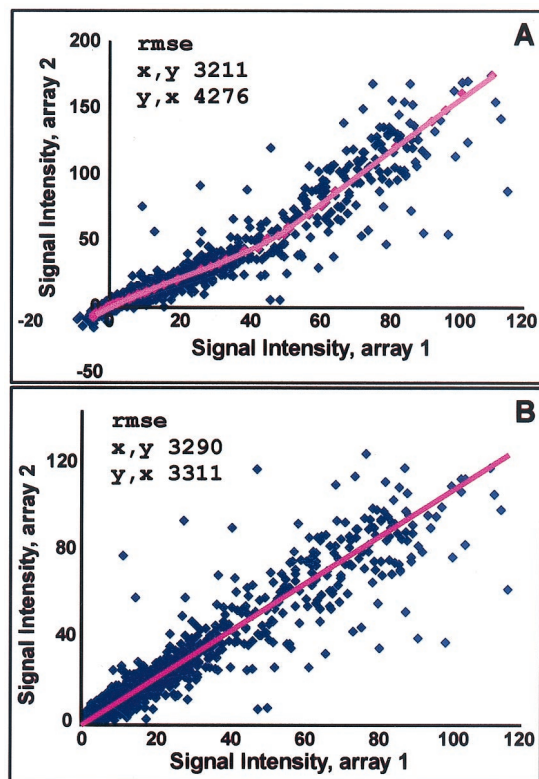 A
rmse
x,y 3211
y,x 4276
Signal Intensity, array 2
200
150
100
50
0
-50
-20 0 20 40 60 80 100 120
Signal Intensity, array 1
B
rmse
x,y 3290
y,x 3311
Signal Intensity, array 2
120
80
40
0
0 20 40 60 80 100 120
Signal Intensity, array 1